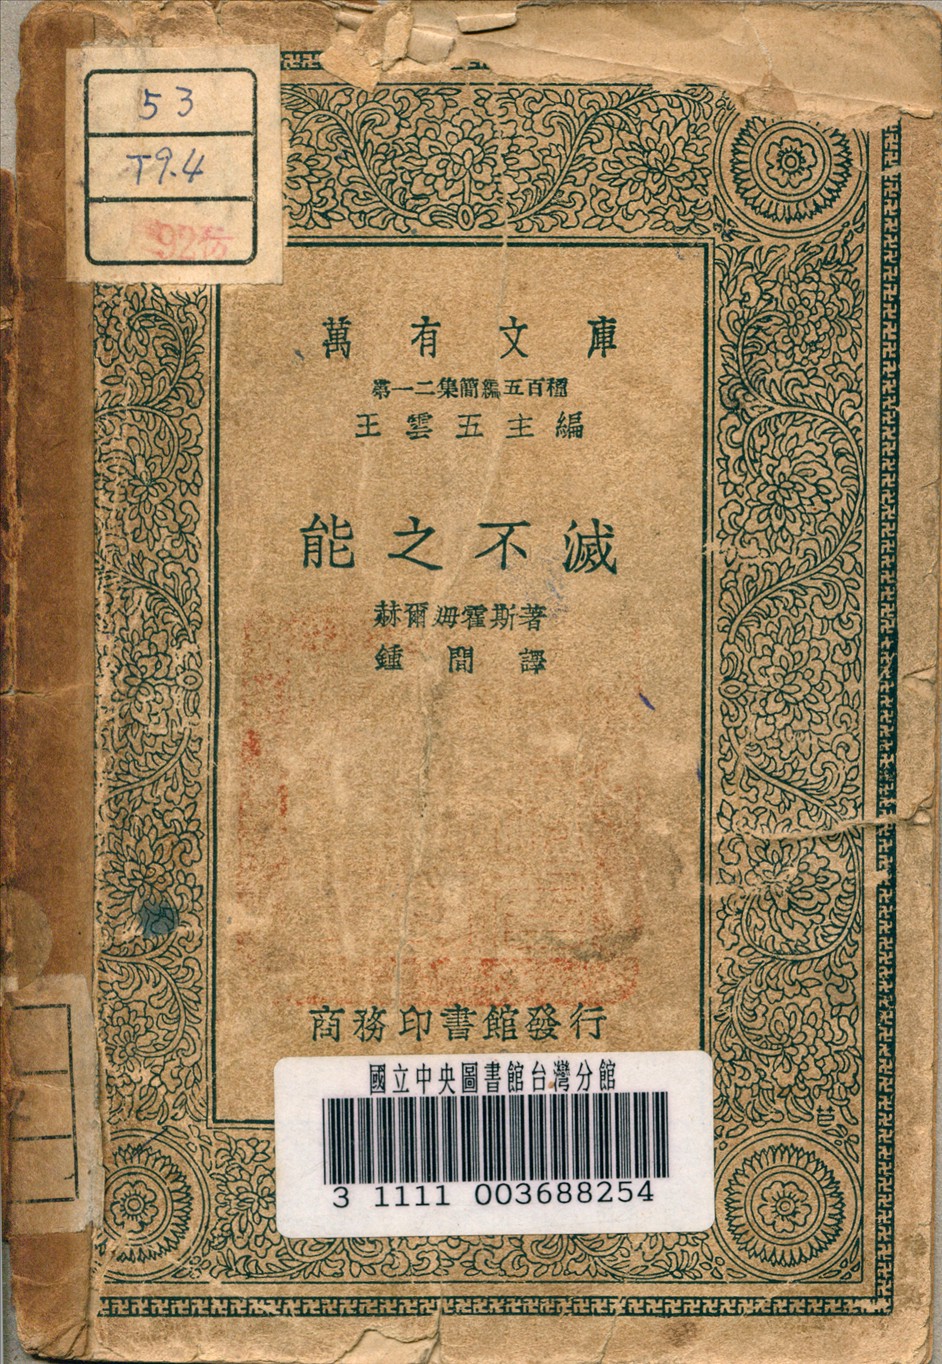 53
T9.4
萬有文庫
第一二集簡編五百種
王雲五主編
能之不滅
赫爾姆霍斯著
鍾間譯
商務印書館發行
國立中央圖書館台灣分館
3 1111 003688254